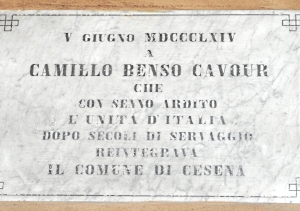 V GIUGNO MDCCCLXIV
A
CAMILLO BENSO CAVOUR
CHE
CON SENNO ARDITO
L'UNITÀ D'ITALIA
DOPO SECOLI DI SERVAGGIO
REINTEGRAVA
IL COMUNE DI CESENA